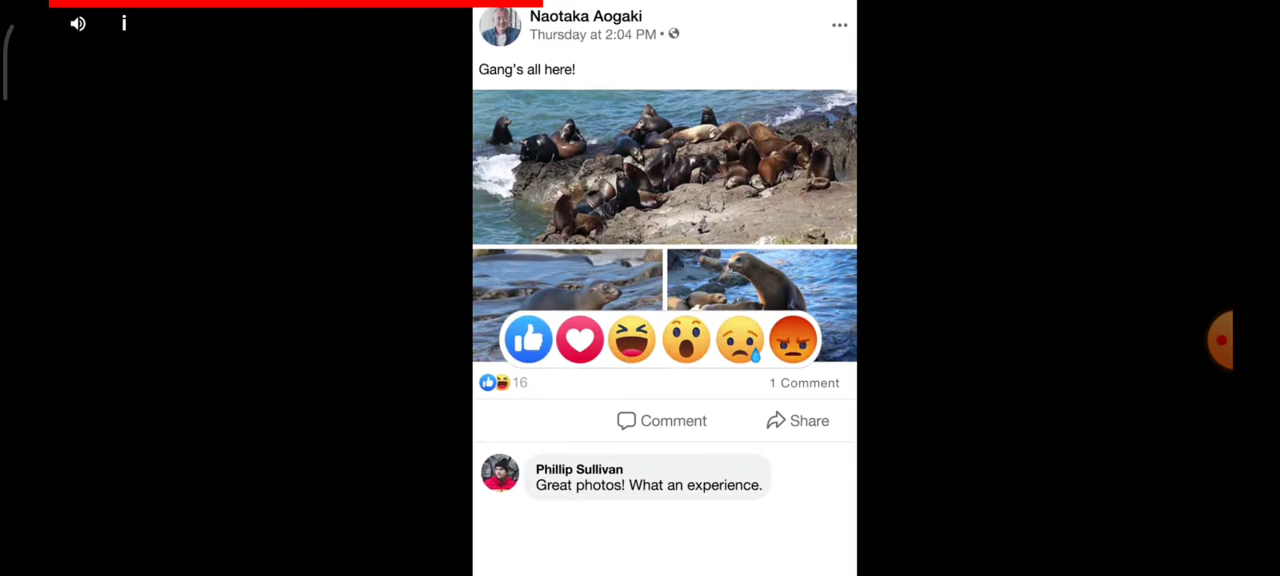 i
Naotaka Aogaki
Thursday at 2:04 PM •
Gang's all here!
16
1 Comment
Comment
Share
Phillip Sullivan
Great photos! What an experience.